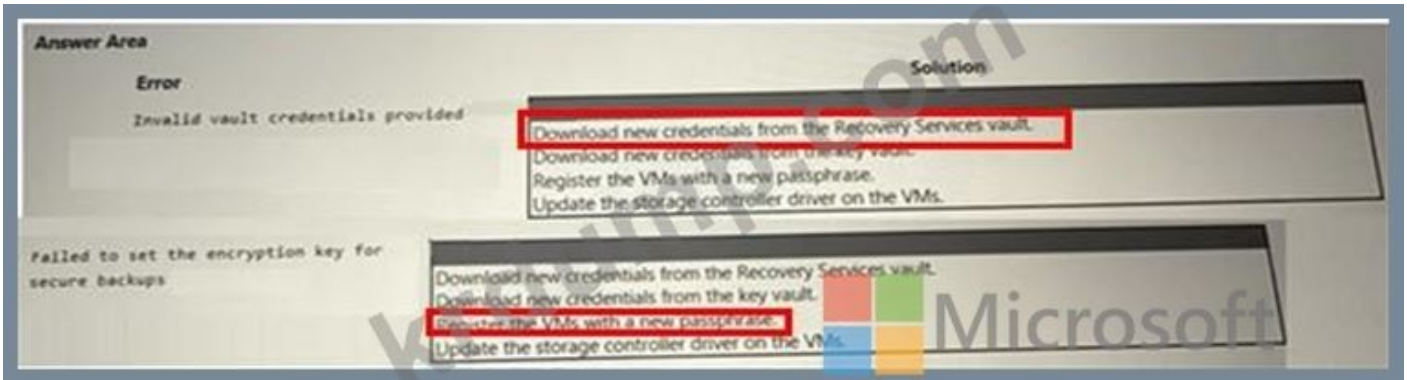 Answer Area
Error
Solution
Invalid vault credentials provided
Download new credentials from the Recovery Services vault.
Download new credentials from the key vault.
Register the VMs with a new passphrase.
Update the storage controller driver on the VMs.
Failed to set the encryption key for
secure backups
Download new credentials from the Recovery Services vault.
Download new credentials from the key vault.
Register the VMs with a new passphrase.
Update the storage controller driver on the VMs.
Microsoft